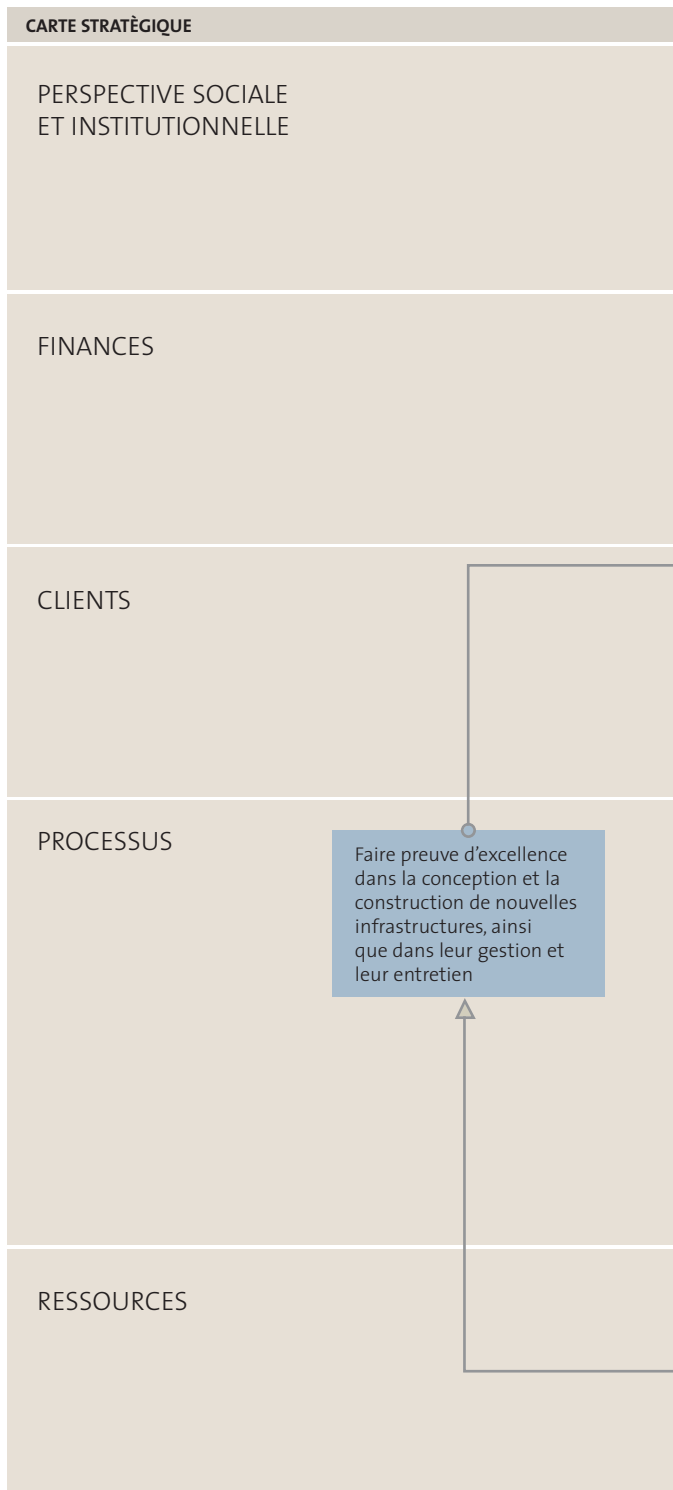 CARTE STRATÈGIQUE
PERSPECTIVE SOCIALE
ET INSTITUTIONNELLE
FINANCES
CLIENTS
PROCESSUS
Faire preuve d’excellence
dans la conception et la
construction de nouvelles
infrastructures, ainsi
que dans leur gestion et
leur entretien
RESSOURCES